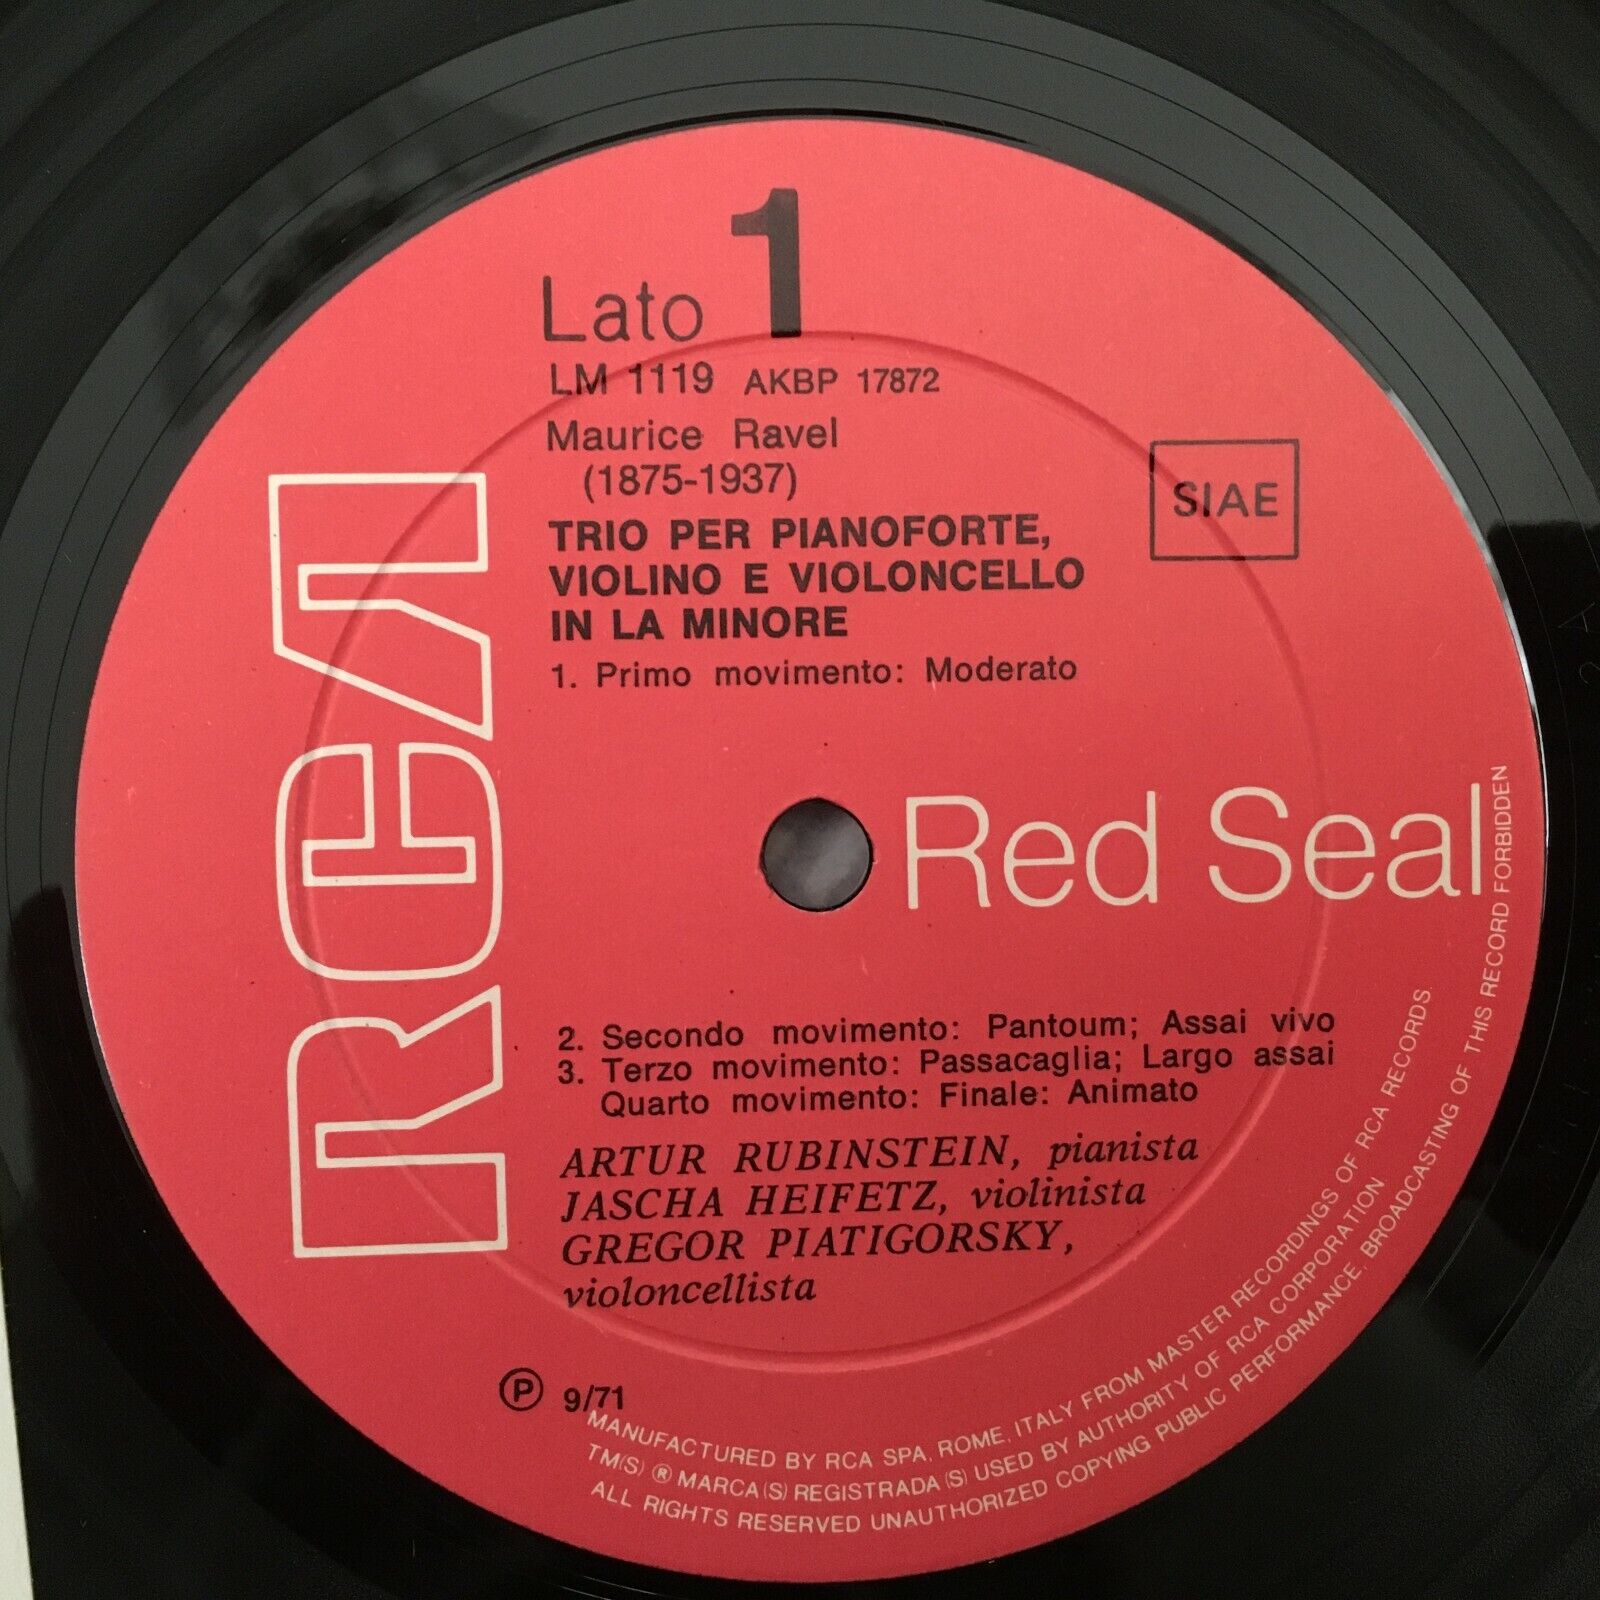 Lato 1
LM 1119 AKBP 17872
Maurice Ravel
(1875-1937)
SIAE
TRIO PER PIANOFORTE,
VIOLINO E VIOLONCELLO
IN LA MINORE
1. Primo movimento: Moderato
RCA
Red Seal
2. Secondo movimento: Pantoum; Assai vivo
3. Terzo movimento: Passacaglia; Largo assai
Quarto movimento: Finale: Animato
ARTUR RUBINSTEIN, pianista
JASCHA HEIFETZ, violinista
GREGOR PIATIGORSKY,
violoncellista
Ⓟ 9/71
MANUFACTURED BY RCA SPA, ROME, ITALY FROM MASTER RECORDINGS OF RCA RECORDS.
TM(S) ® MARCA(S) REGISTRADA(S) USED BY AUTHORITY OF RCA CORPORATION
ALL RIGHTS RESERVED UNAUTHORIZED COPYING PUBLIC PERFORMANCE, BROADCASTING OF THIS RECORD FORBIDDEN